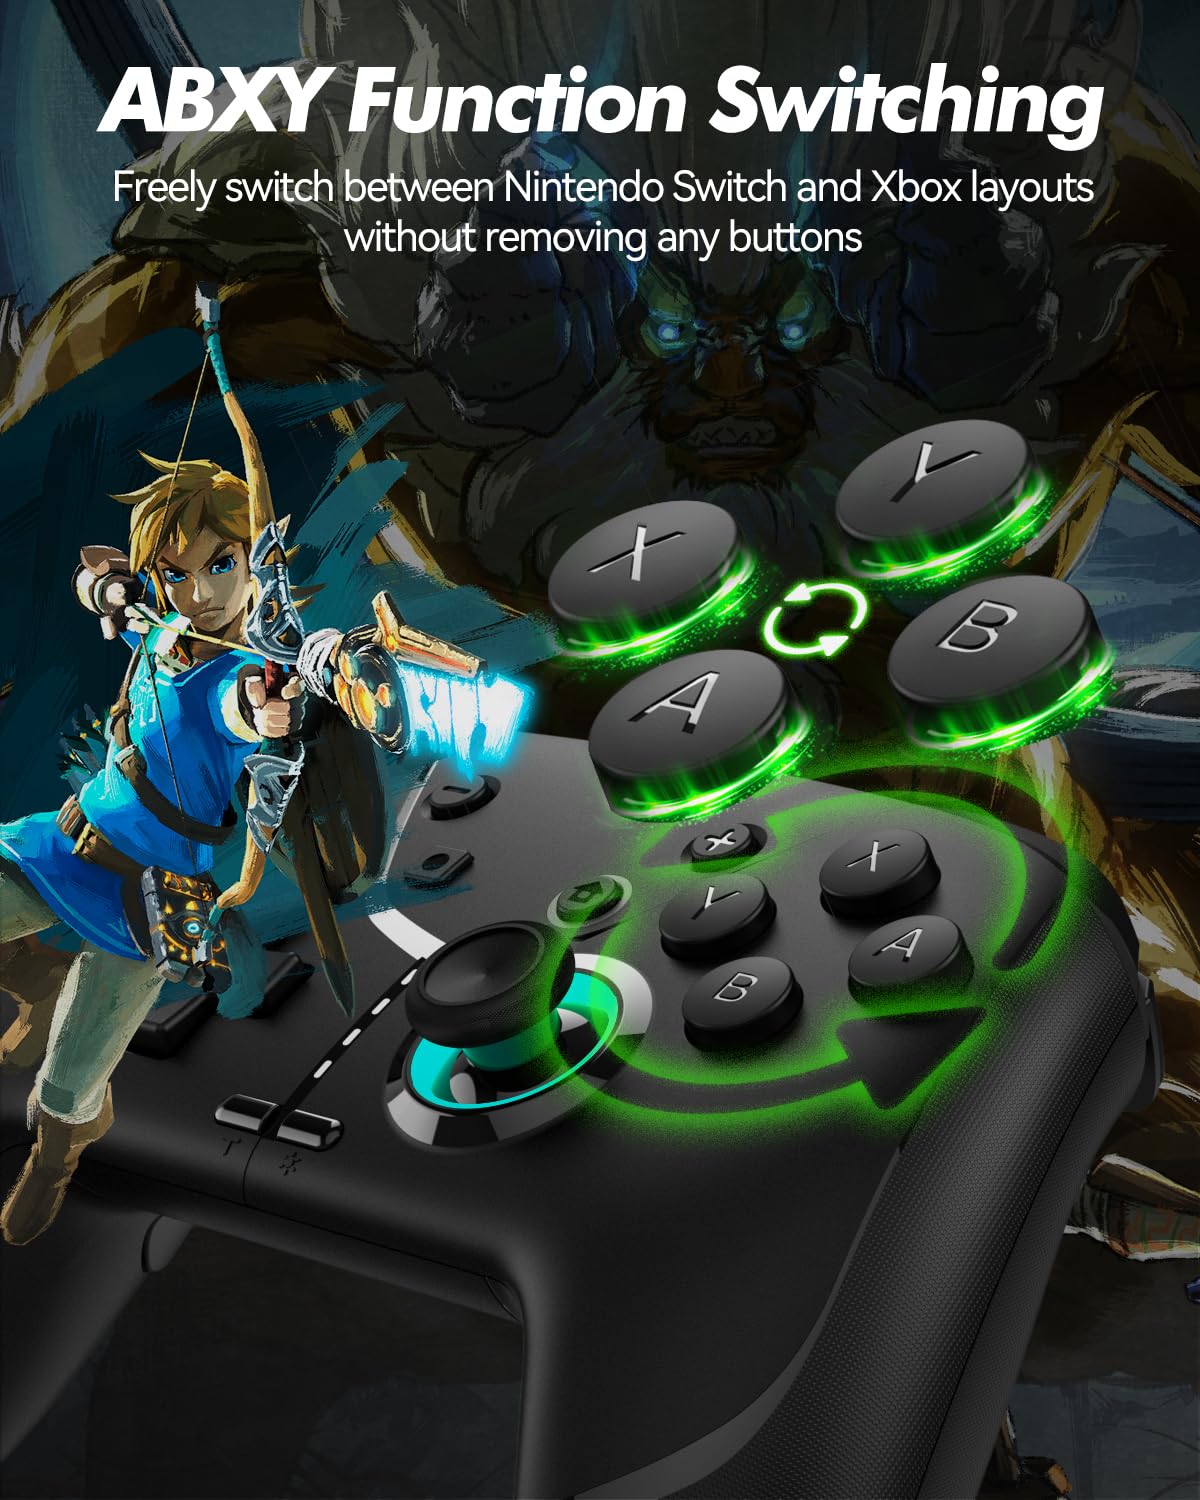 ABXY Function Switching
Freely switch between Nintendo Switch and Xbox layouts
without removing any buttons
Y
X
B
A
X
Y
A
B
T